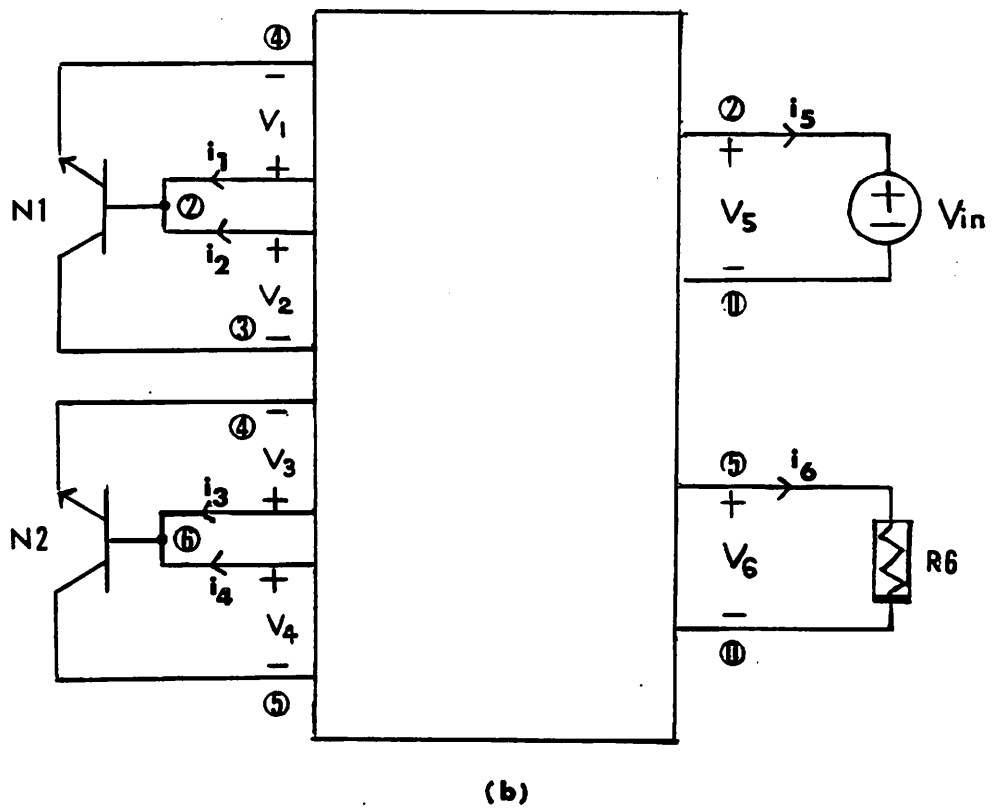 ④
−
V1
+
i1
N1
②
i2
+
V2
③
−
④
−
V3
+
i3
N2
⑥
i4
+
V4
−
⑤
② i5
+
V5
−
⑪
+
−
Vin
⑤ i6
+
V6
−
⑪
R6
(b)